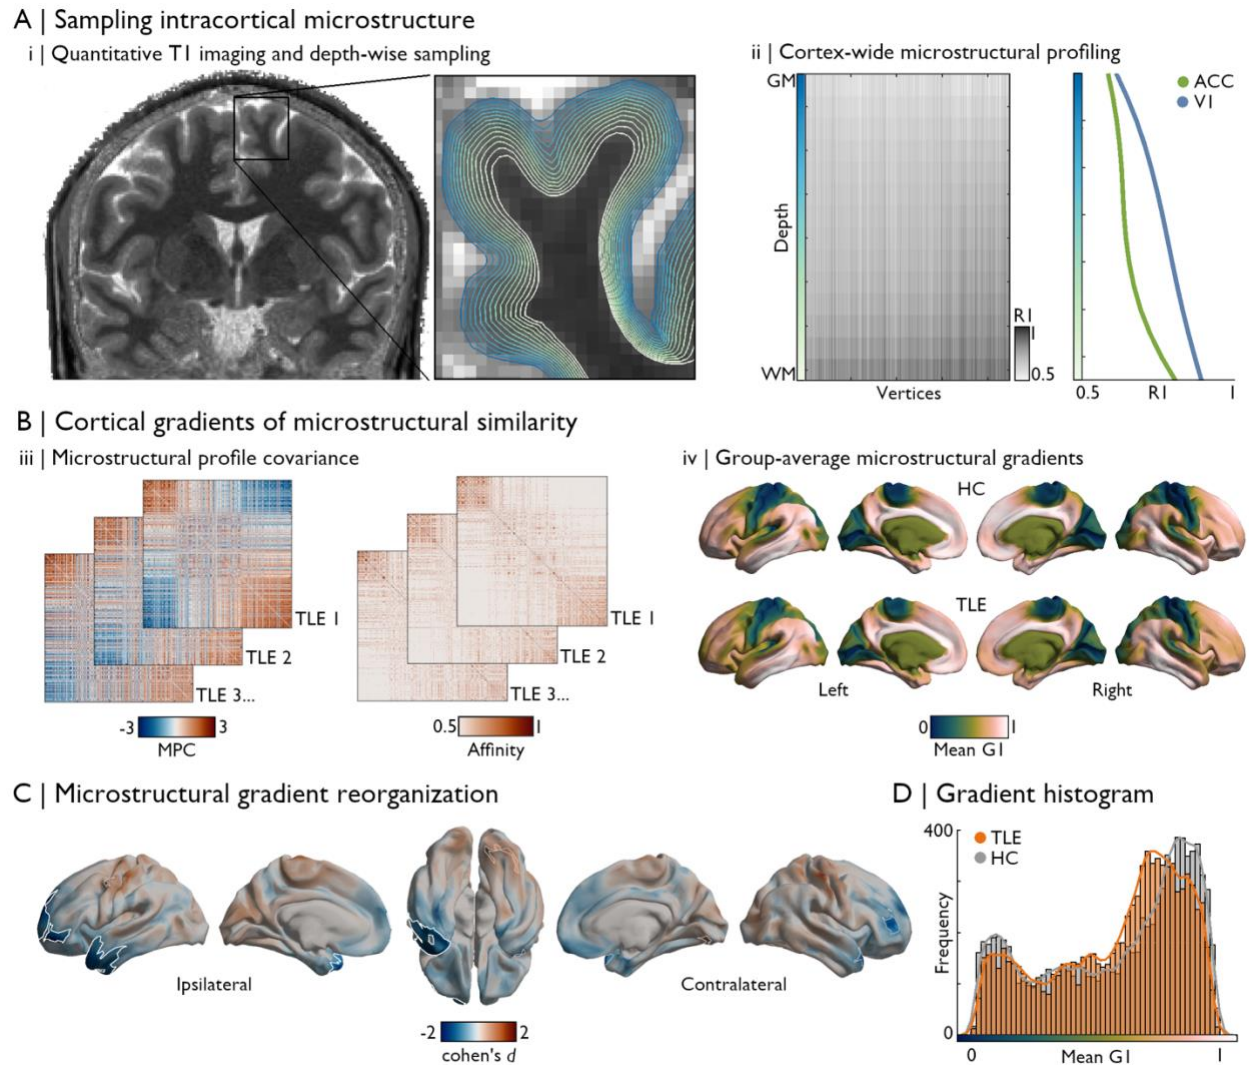 A | Sampling intracortical microstructure
i | Quantitative T1 imaging and depth-wise sampling
ii | Cortex-wide microstructural profiling
GM
Depth
WM
Vertices
R1
1
0.5
ACC
V1
0.5
R1
1
B | Cortical gradients of microstructural similarity
iii | Microstructural profile covariance
TLE 1
TLE 2
TLE 3...
-3
3
MPC
TLE 1
TLE 2
TLE 3...
0.5
1
Affinity
iv | Group-average microstructural gradients
HC
TLE
Left
Right
0
1
Mean G1
C | Microstructural gradient reorganization
Ipsilateral
Contralateral
-2
2
cohen's d
D | Gradient histogram
400
TLE
HC
Frequency
0
0
Mean G1
1